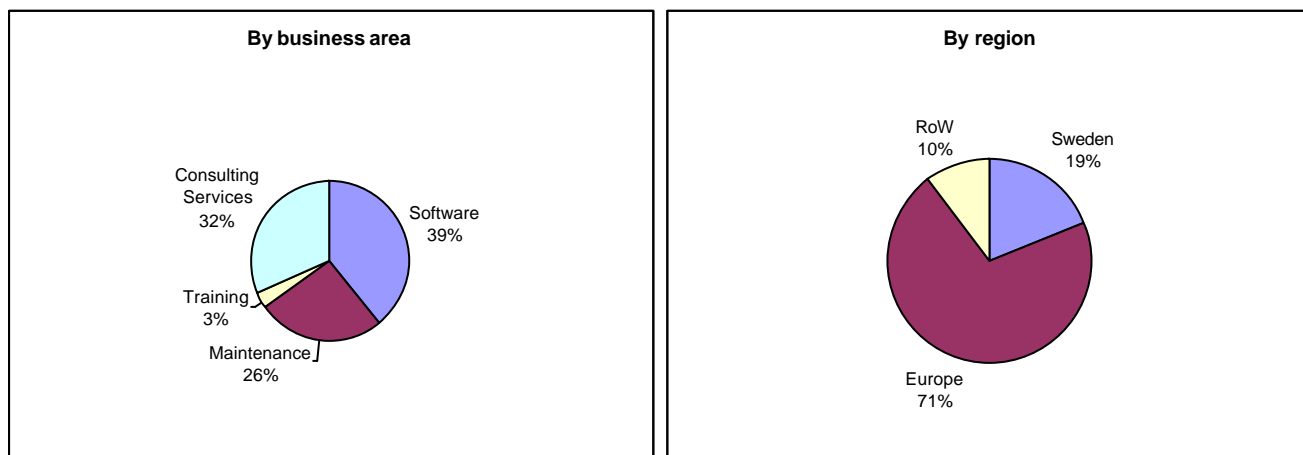 By business area
Consulting
Services
32%
Software
39%
Training
3%
Maintenance
26%
By region
RoW
10%
Sweden
19%
Europe
71%